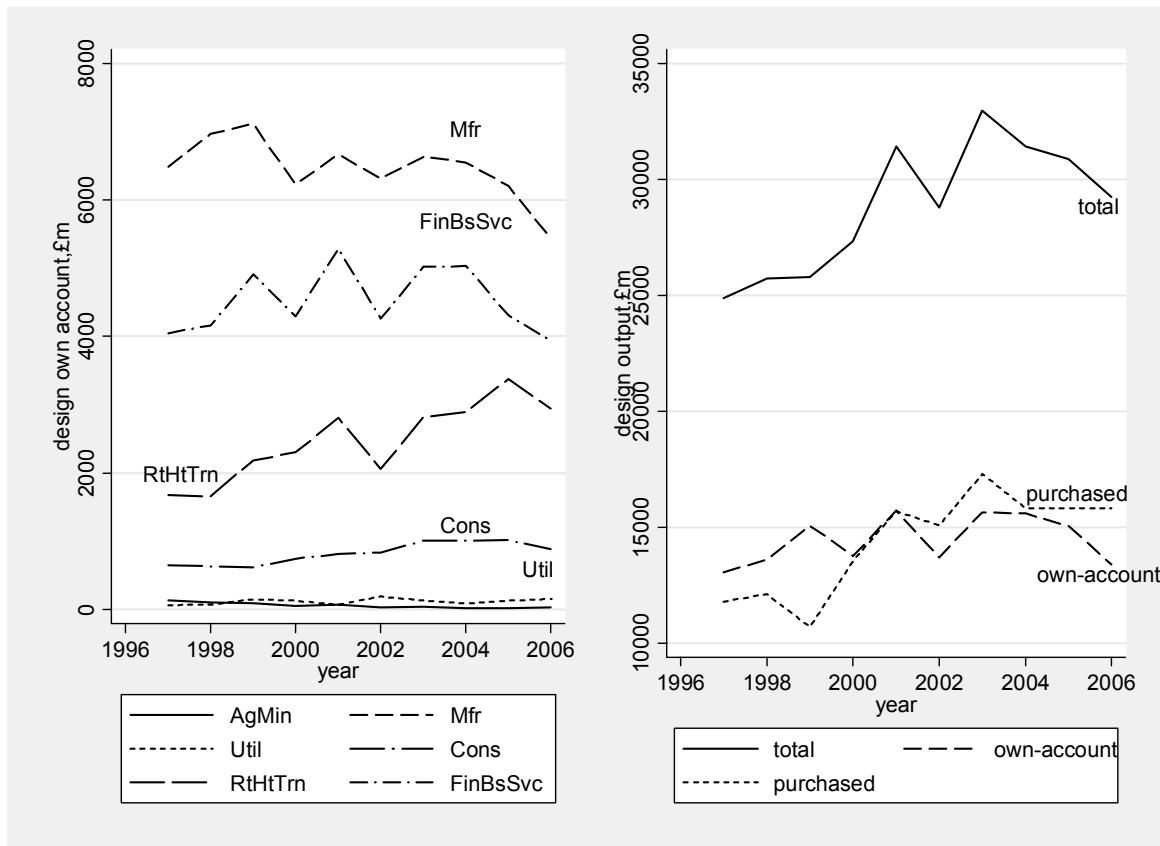 design own account,£m
8000
6000
4000
2000
0
Mfr
FinBsSvc
RtHtTrn
Cons
Util
1996 1998 2000 2002 2004 2006
year
AgMin Mfr
Util Cons
RtHtTrn FinBsSvc
design output,£m
35000
30000
25000
20000
15000
10000
total
purchased
own-account
1996 1998 2000 2002 2004 2006
year
total own-account
purchased